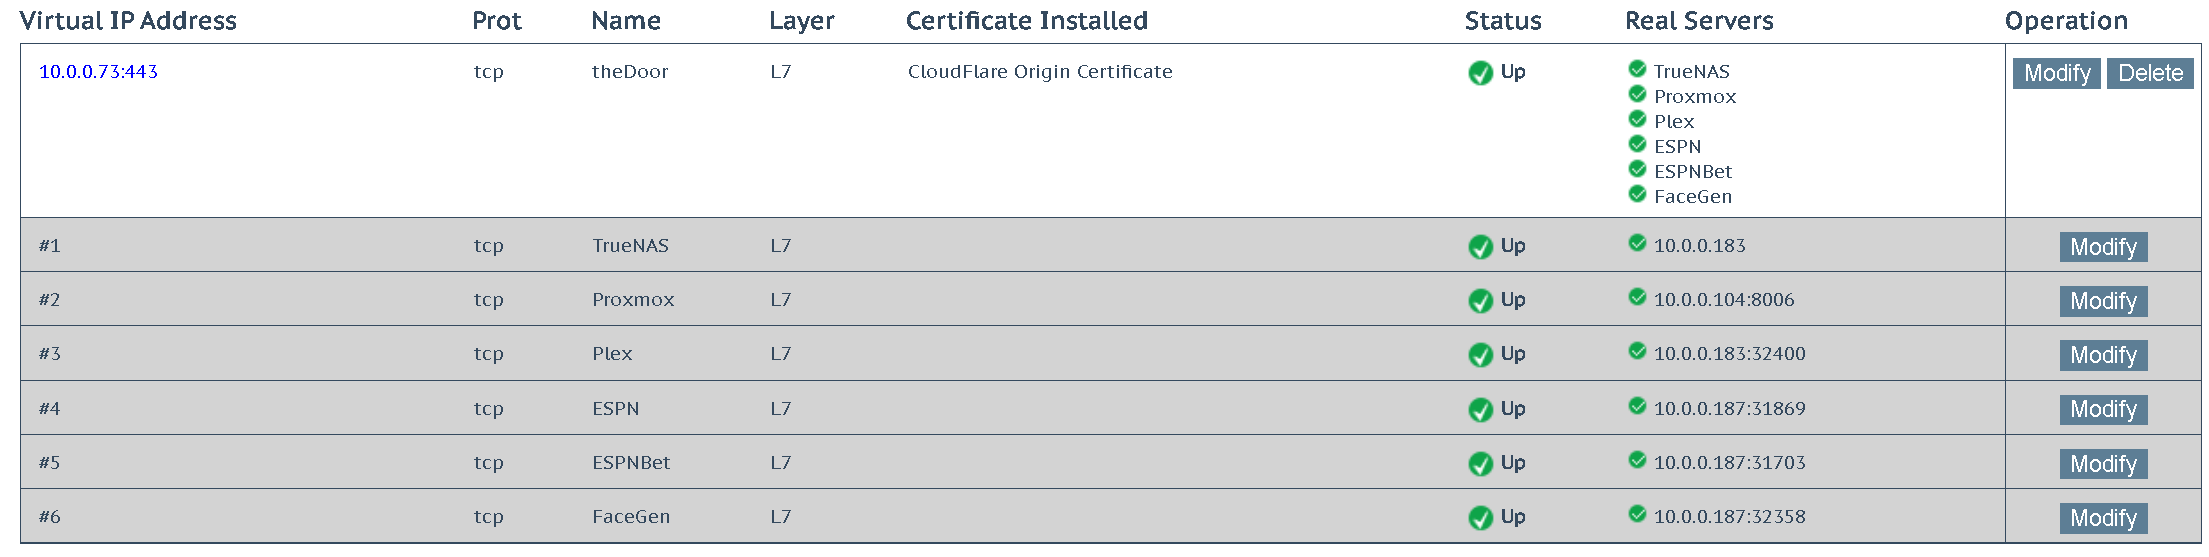 Virtual IP Address Prot Name Layer Certificate Installed Status Real Servers Operation
10.0.0.73:443 tcp theDoor L7 CloudFlare Origin Certificate Up TrueNAS Modify Delete
Proxmox
Plex
ESPN
ESPNBet
FaceGen
#1 tcp TrueNAS L7 Up 10.0.0.183 Modify
#2 tcp Proxmox L7 Up 10.0.0.104:8006 Modify
#3 tcp Plex L7 Up 10.0.0.183:32400 Modify
#4 tcp ESPN L7 Up 10.0.0.187:31869 Modify
#5 tcp ESPNBet L7 Up 10.0.0.187:31703 Modify
#6 tcp FaceGen L7 Up 10.0.0.187:32358 Modify